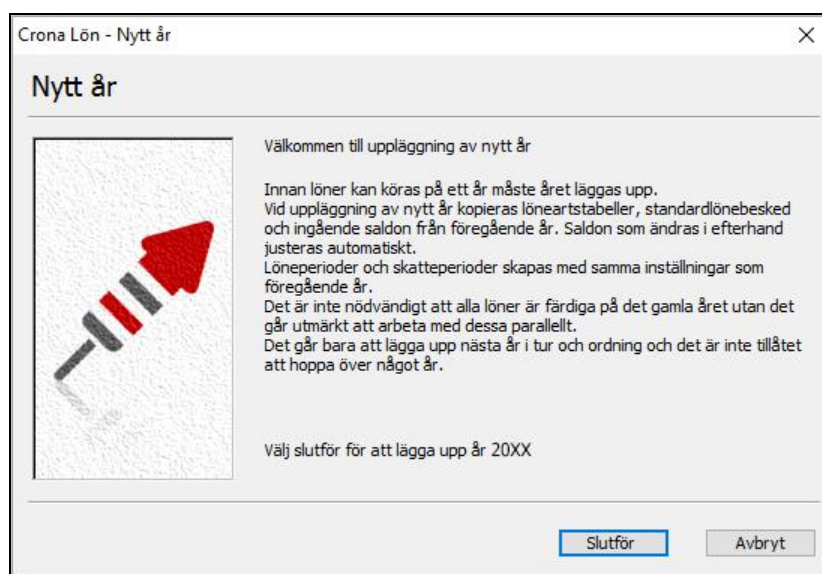 Crona Lön - Nytt år
Nytt år
Välkommen till uppläggning av nytt år
Innan löner kan köras på ett år måste året läggas upp.
Vid uppläggning av nytt år kopieras löneartstabeller, standardlönebesked
och ingående saldon från föregående år. Saldon som ändras i efterhand
justeras automatiskt.
Löneperioder och skatteperioder skapas med samma inställningar som
föregående år.
Det är inte nödvändigt att alla löner är färdiga på det gamla året utan det
går utmärkt att arbeta med dessa parallellt.
Det går bara att lägga upp nästa år i tur och ordning och det är inte tillåtet
att hoppa över något år.
Välj slutför för att lägga upp år 20XX
Slutför
Avbryt